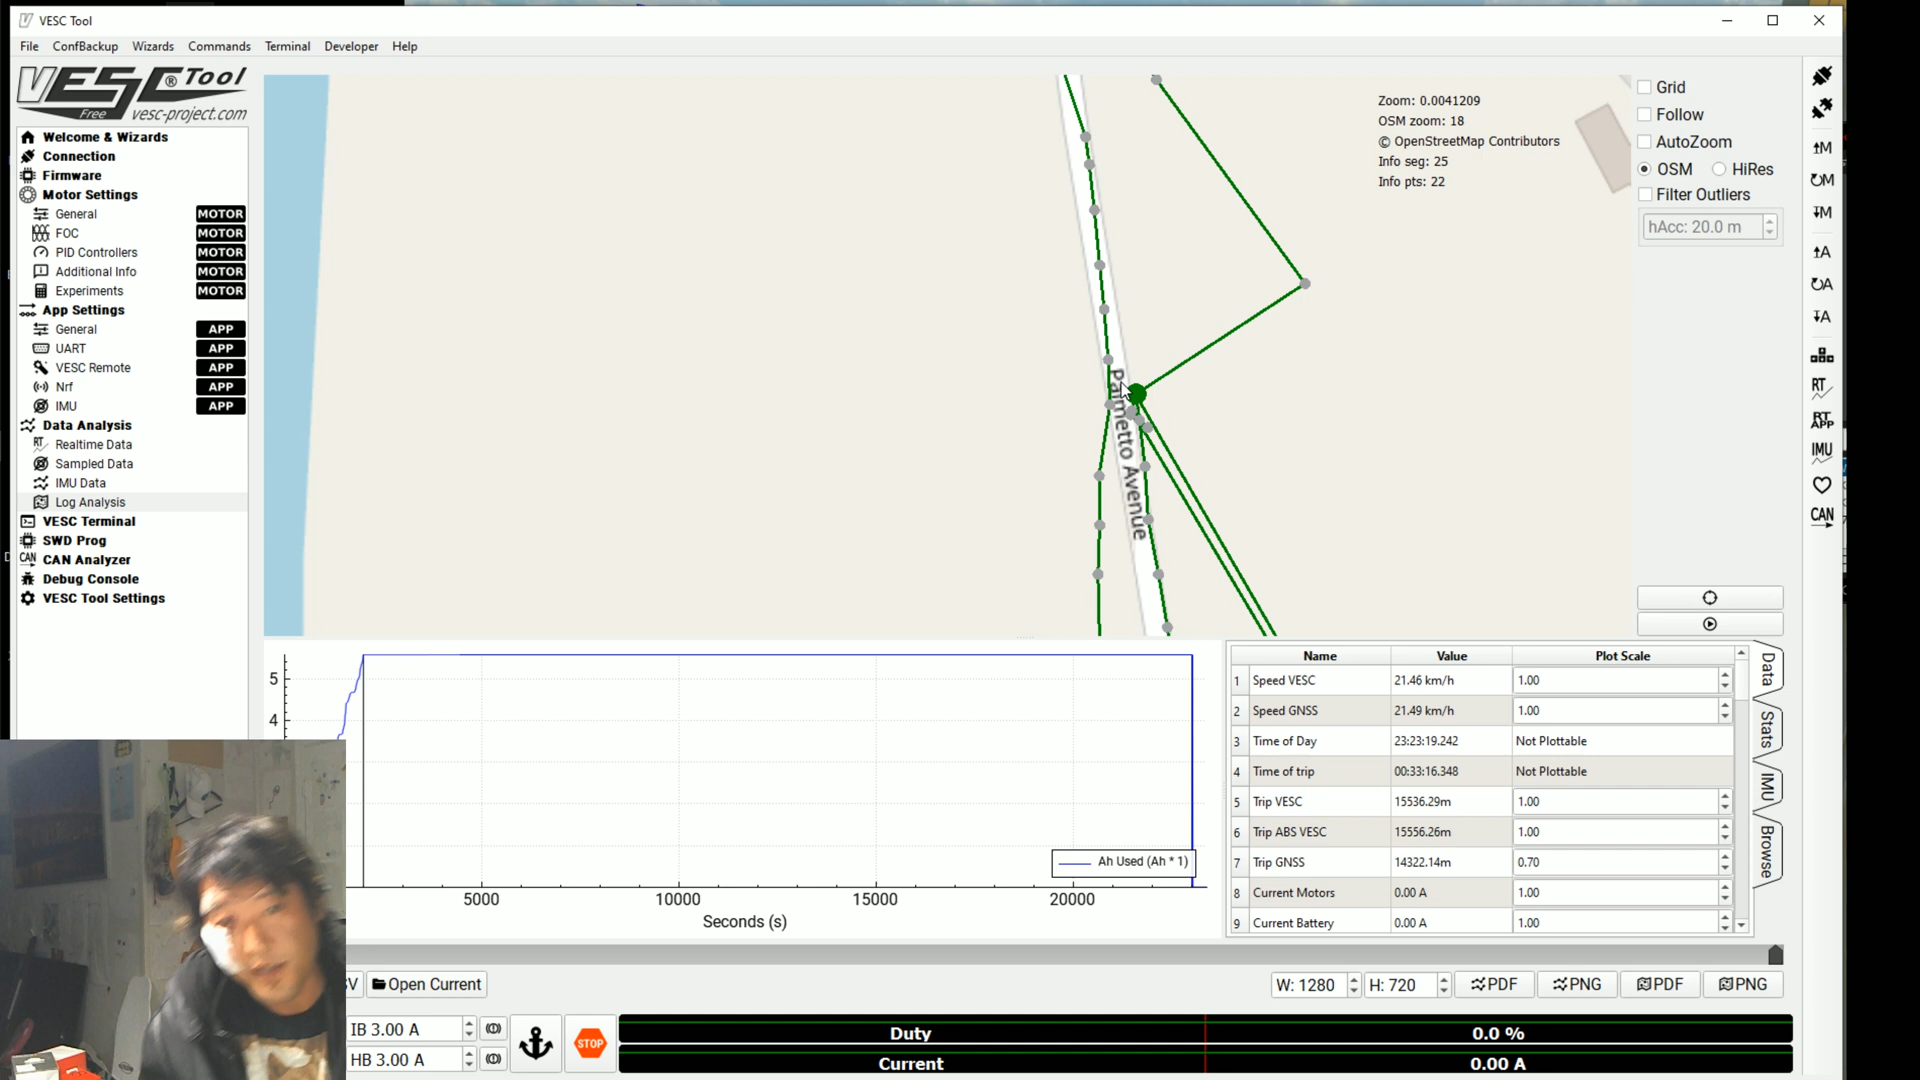 VESC Tool
File ConfBackup Wizards Commands Terminal Developer Help
VESC® Tool
Free vesc-project.com
Welcome & Wizards
Connection
Firmware
Motor Settings
General MOTOR
FOC MOTOR
PID Controllers MOTOR
Additional Info MOTOR
Experiments MOTOR
App Settings
General APP
UART APP
VESC Remote APP
Nrf APP
IMU APP
Data Analysis
RT Realtime Data
Sampled Data
IMU Data
Log Analysis
VESC Terminal
SWD Prog
CAN CAN Analyzer
Debug Console
VESC Tool Settings
Palmetto Avenue
Zoom: 0.0041209
OSM zoom: 18
© OpenStreetMap Contributors
Info seg: 25
Info pts: 22
Grid
Follow
AutoZoom
OSM HiRes
Filter Outliers
hAcc: 20.0 m
M
M
M
A
A
A
RT
RT
APP
IMU
CAN
5
4
5000 10000 15000 20000
Seconds (s)
Ah Used (Ah * 1)
Name Value Plot Scale
1 Speed VESC 21.46 km/h 1.00
2 Speed GNSS 21.49 km/h 1.00
3 Time of Day 23:23:19.242 Not Plottable
4 Time of trip 00:33:16.348 Not Plottable
5 Trip VESC 15536.29m 1.00
6 Trip ABS VESC 15556.26m 1.00
7 Trip GNSS 14322.14m 0.70
8 Current Motors 0.00 A 1.00
9 Current Battery 0.00 A 1.00
Data
Stats
IMU
Browse
SV Open Current
W: 1280 H: 720 PDF PNG PDF PNG
IB 3.00 A
HB 3.00 A
STOP
Duty 0.0 %
Current 0.00 A